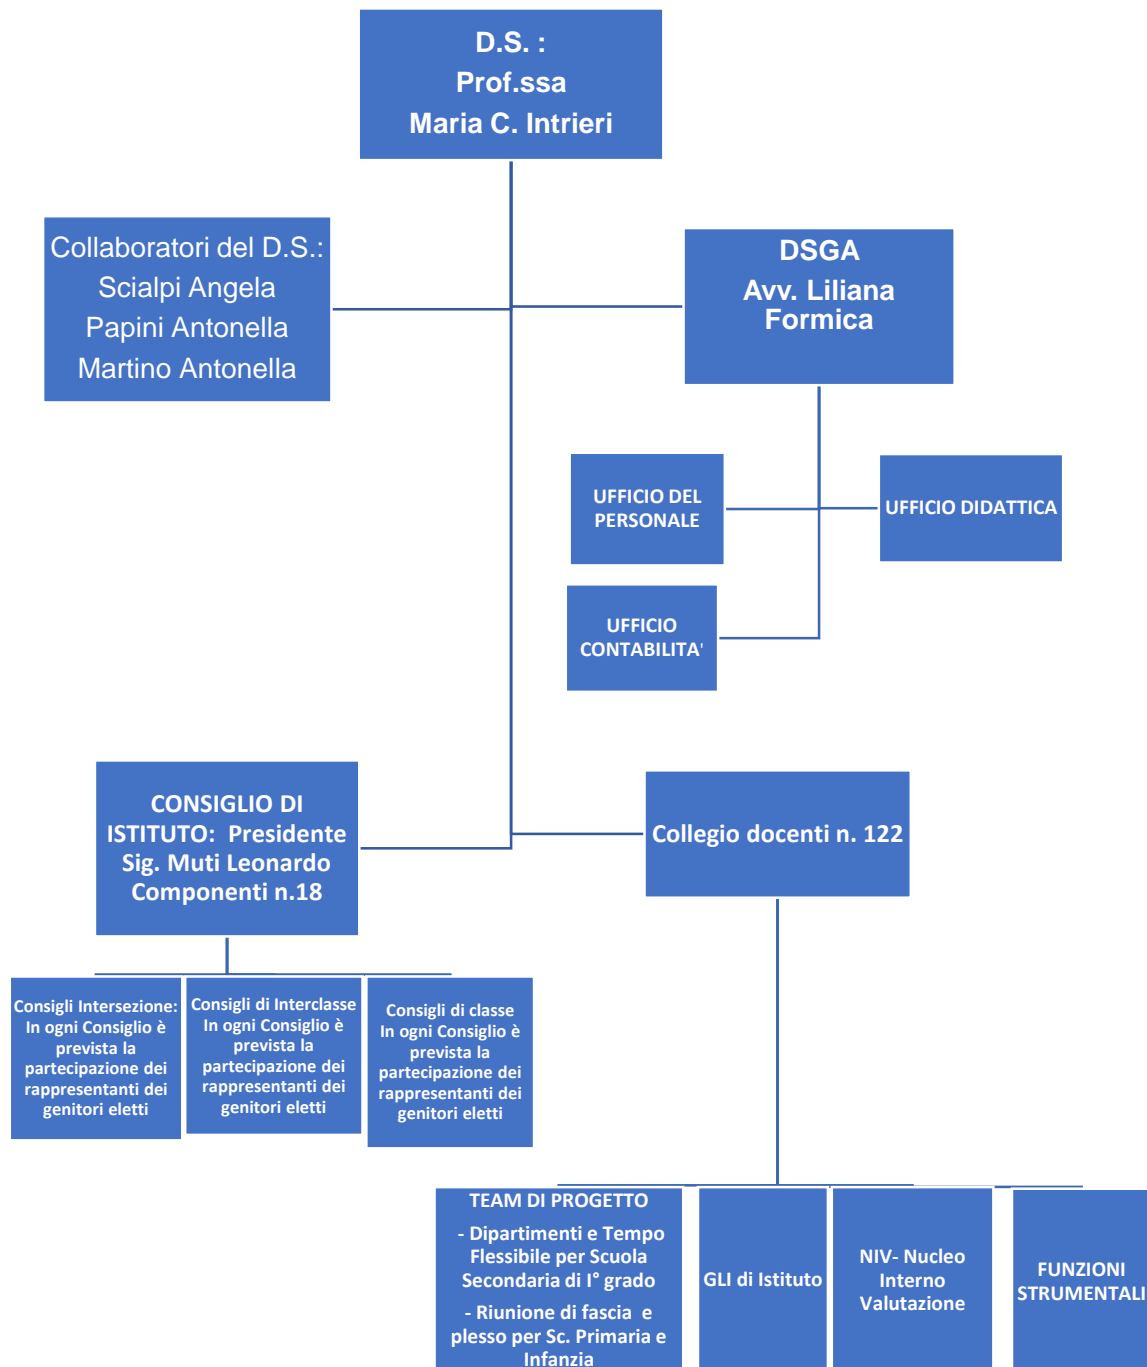 D.S. :
Prof.ssa
Maria C. Intrieri
Collaboratori del D.S.:
Scialpi Angela
Papini Antonella
Martino Antonella
DSGA
Avv. Liliana
Formica
UFFICIO DEL
PERSONALE
UFFICIO DIDATTICA
UFFICIO
CONTABILITA'
CONSIGLIO DI
ISTITUTO: Presidente
Sig. Muti Leonardo
Componenti n.18
Collegio docenti n. 122
Consigli Intersezione:
In ogni Consiglio è
prevista la
partecipazione dei
rappresentanti dei
genitori eletti
Consigli di Interclasse
In ogni Consiglio è
prevista la
partecipazione dei
rappresentanti dei
genitori eletti
Consigli di classe
In ogni Consiglio è
prevista la
partecipazione dei
rappresentanti dei
genitori eletti
TEAM DI PROGETTO
- Dipartimenti e Tempo
Flessibile per Scuola
Secondaria di I° grado
- Riunione di fascia e
plesso per Sc. Primaria e
Infanzia
GLI di Istituto
NIV- Nucleo
Interno
Valutazione
FUNZIONI
STRUMENTALI